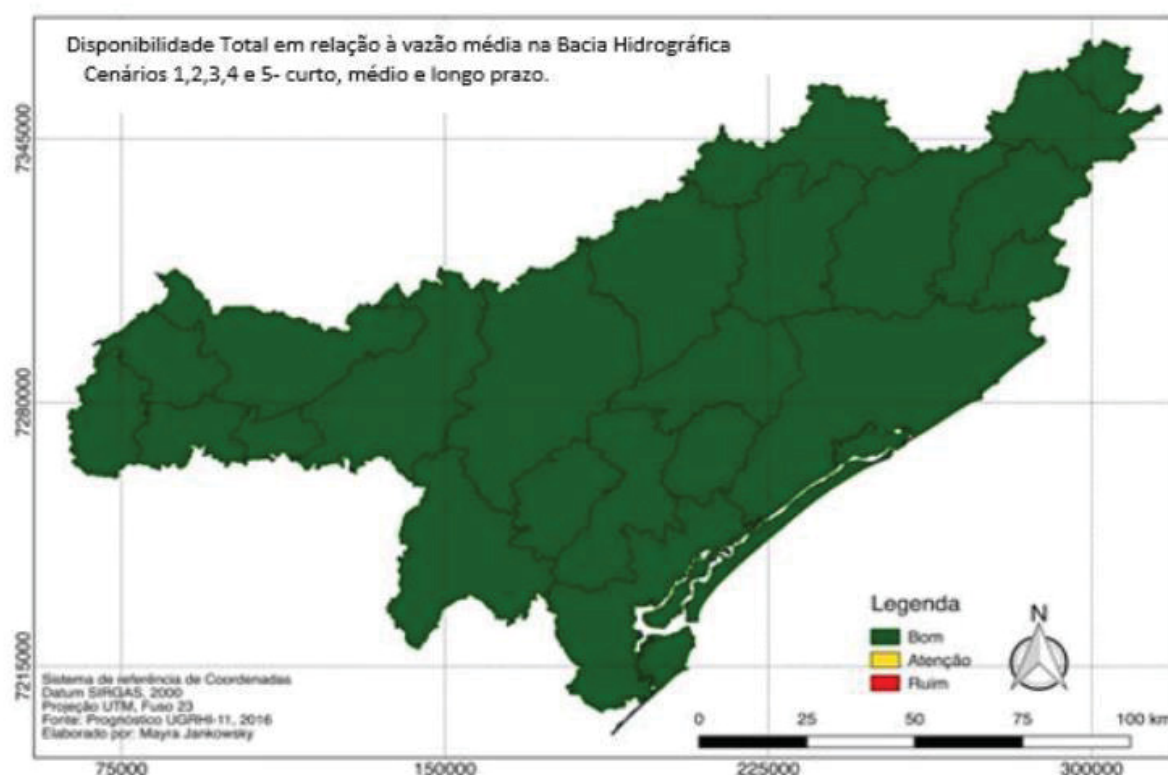 Disponibilidade Total em relação à vazão média na Bacia Hidrográfica
Cenários 1,2,3,4 e 5- curto, médio e longo prazo.
7345000
7280000
7215000
Legenda
Bom
Atenção
Ruim
N
Sistema de referência de Coordenadas
Datum SIRGAS, 2000
Projeção UTM, Fuso 23
Fonte: Prognóstico UGRHI-11, 2016
Elaborado por: Mayra Jankowsky
0 25 50 75 100 km
75000 150000 225000 300000